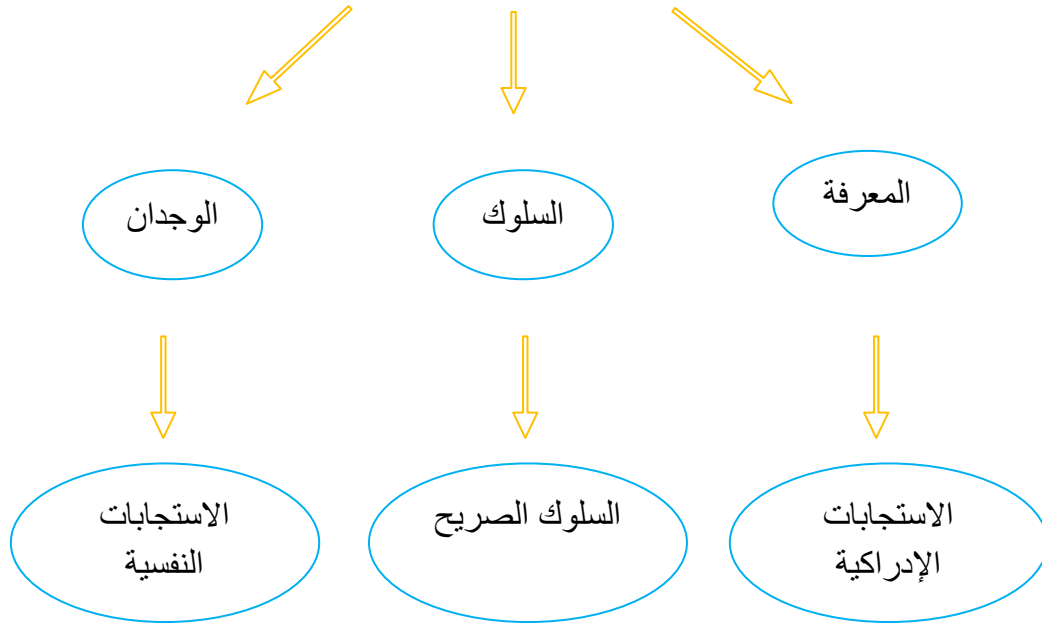 المعرفة
السلوك
الوجدان
الاستجابات
الإدراكية
السلوك الصريح
الاستجابات
النفسية